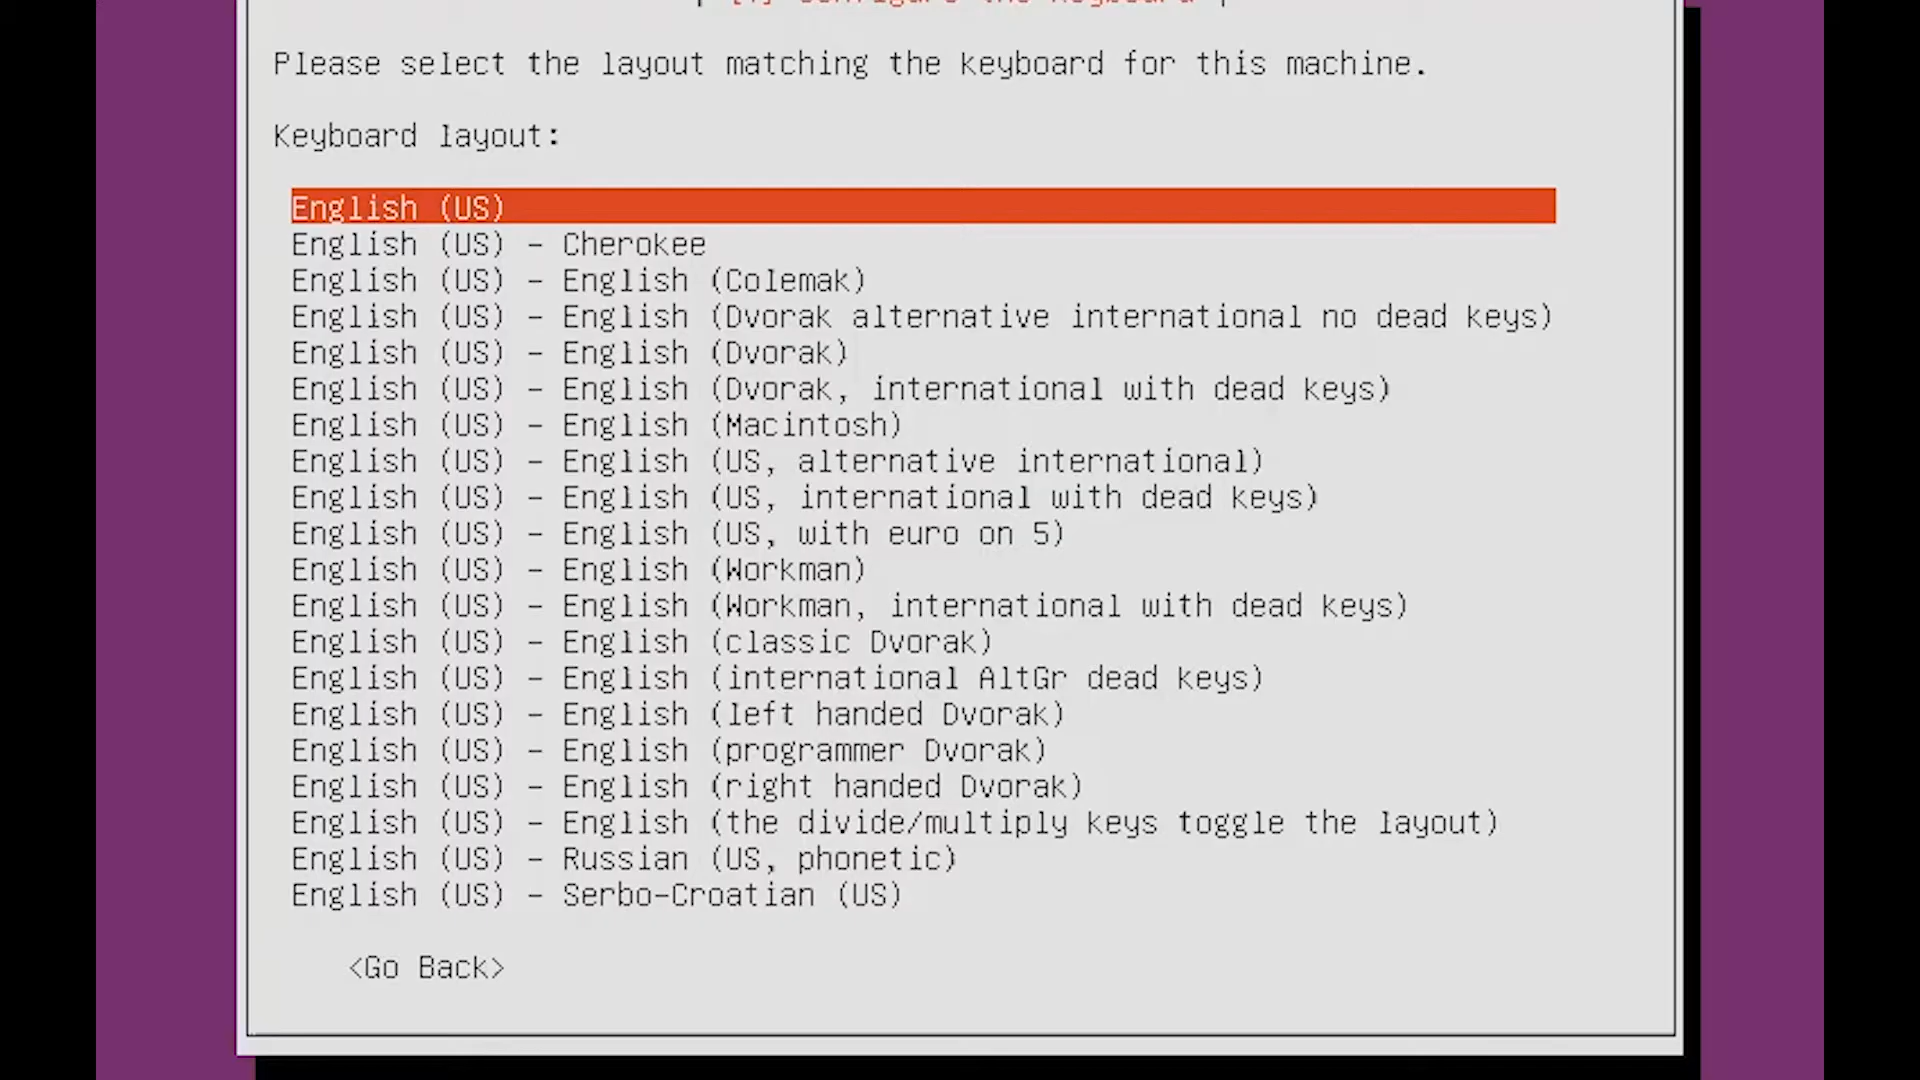 [!] Configure the keyboard
Please select the layout matching the keyboard for this machine.
Keyboard layout:
English (US)
English (US) - Cherokee
English (US) - English (Colemak)
English (US) - English (Dvorak alternative international no dead keys)
English (US) - English (Dvorak)
English (US) - English (Dvorak, international with dead keys)
English (US) - English (Macintosh)
English (US) - English (US, alternative international)
English (US) - English (US, international with dead keys)
English (US) - English (US, with euro on 5)
English (US) - English (Workman)
English (US) - English (Workman, international with dead keys)
English (US) - English (classic Dvorak)
English (US) - English (international AltGr dead keys)
English (US) - English (left handed Dvorak)
English (US) - English (programmer Dvorak)
English (US) - English (right handed Dvorak)
English (US) - English (the divide/multiply keys toggle the layout)
English (US) - Russian (US, phonetic)
English (US) - Serbo-Croatian (US)
<Go Back>